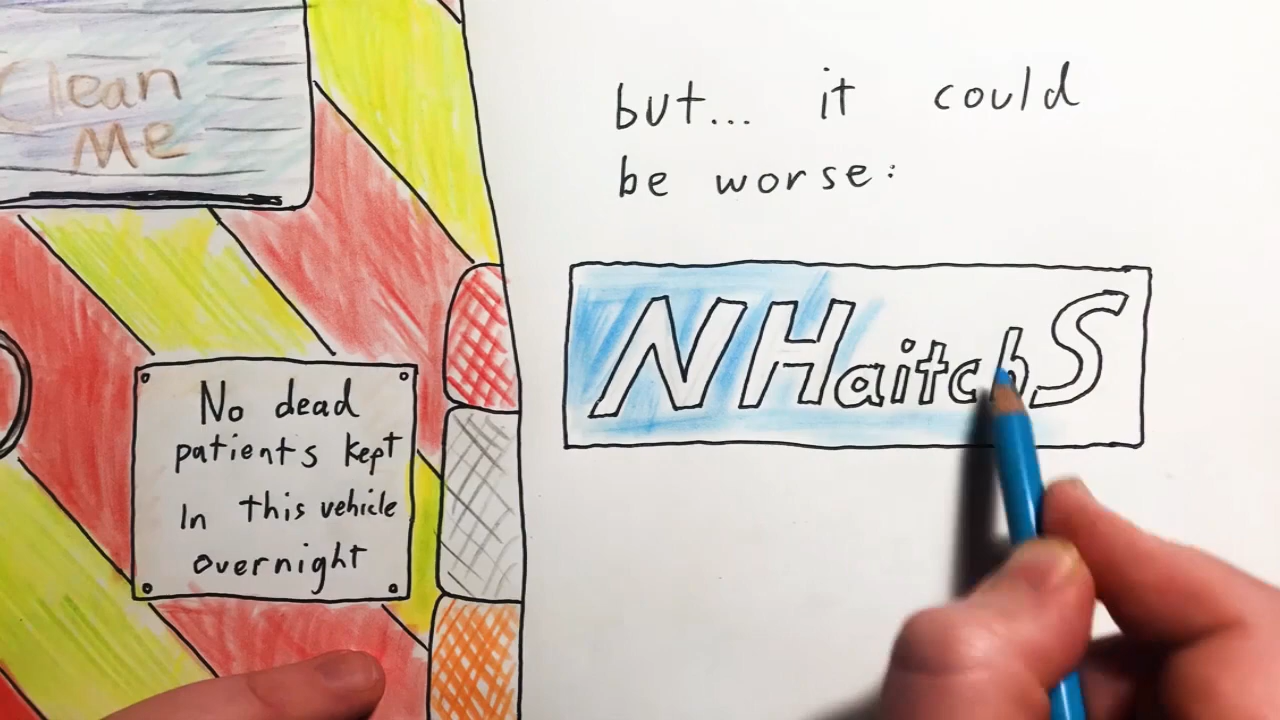 Clean
Me
No dead
patients kept
In this vehicle
overnight
but... it could
be worse:
NHaitchS